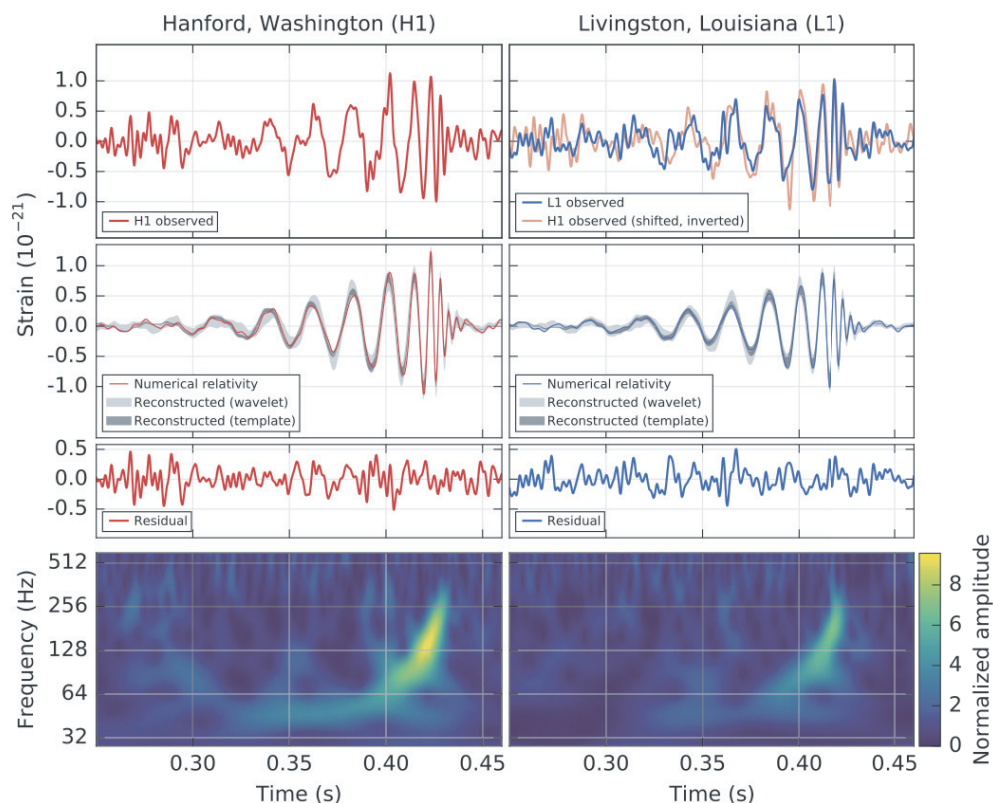 Hanford, Washington (H1)
Livingston, Louisiana (L1)
Strain (10⁻²¹)
1.0
0.5
0.0
-0.5
-1.0
H1 observed
L1 observed
H1 observed (shifted, inverted)
1.0
0.5
0.0
-0.5
-1.0
Numerical relativity
Reconstructed (wavelet)
Reconstructed (template)
Numerical relativity
Reconstructed (wavelet)
Reconstructed (template)
0.5
0.0
-0.5
Residual
Residual
Frequency (Hz)
512
256
128
64
32
Normalized amplitude
8
6
4
2
0
0.30
0.35
0.40
0.45
0.30
0.35
0.40
0.45
Time (s)
Time (s)